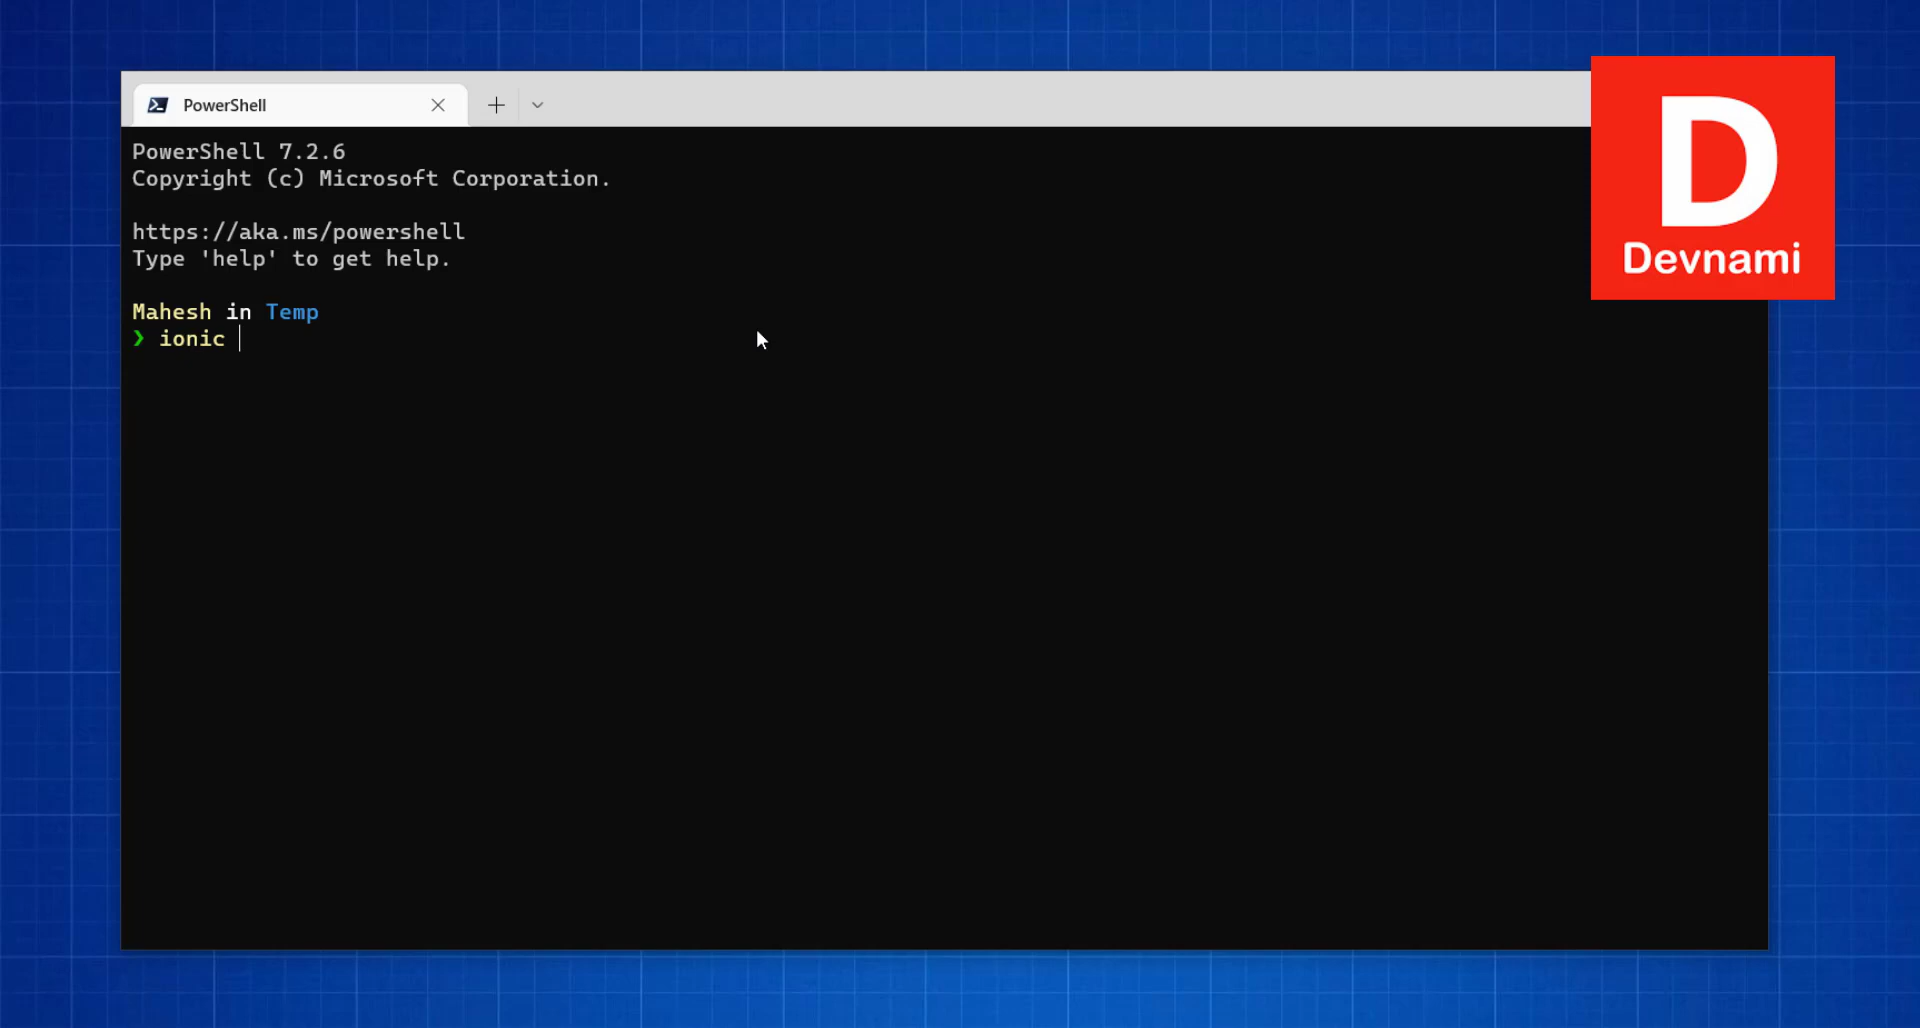 PowerShell
PowerShell 7.2.6
Copyright (c) Microsoft Corporation.
https://aka.ms/powershell
Type 'help' to get help.
Mahesh in Temp
❯ ionic
D
Devnami